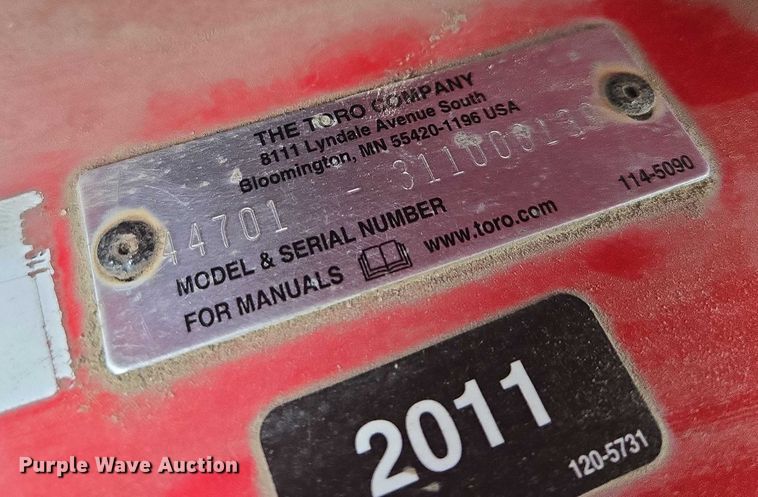 THE TORO COMPANY
8111 Lyndale Avenue South
Bloomington, MN 55420-1196 USA
44701 -
MODEL & SERIAL NUMBER
114-5090
FOR MANUALS www.toro.com
2011
120-5731
Purple Wave Auction